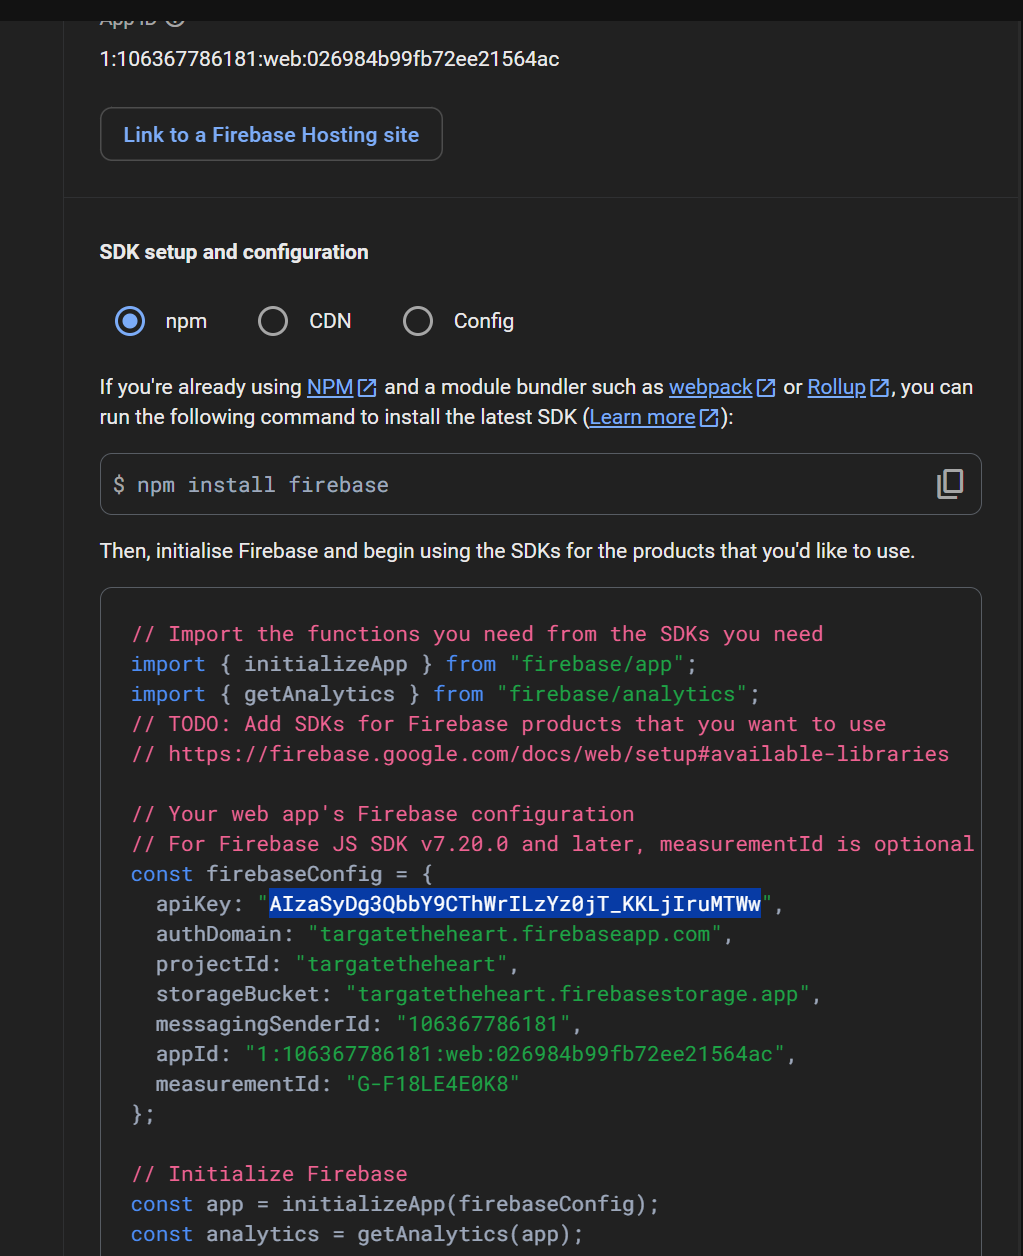 App ID
1:106367786181:web:026984b99fb72ee21564ac
Link to a Firebase Hosting site
SDK setup and configuration
npm CDN Config
If you're already using NPM and a module bundler such as webpack or Rollup, you can
run the following command to install the latest SDK (Learn more):
$ npm install firebase
Then, initialise Firebase and begin using the SDKs for the products that you'd like to use.
// Import the functions you need from the SDKs you need
import { initializeApp } from "firebase/app";
import { getAnalytics } from "firebase/analytics";
// TODO: Add SDKs for Firebase products that you want to use
// https://firebase.google.com/docs/web/setup#available-libraries
// Your web app's Firebase configuration
// For Firebase JS SDK v7.20.0 and later, measurementId is optional
const firebaseConfig = {
apiKey: "AIzaSyDg3QbbY9CThWrILzYz0jT_KKLjIruMTWw",
authDomain: "targatetheheart.firebaseapp.com",
projectId: "targatetheheart",
storageBucket: "targatetheheart.firebasestorage.app",
messagingSenderId: "106367786181",
appId: "1:106367786181:web:026984b99fb72ee21564ac",
measurementId: "G-F18LE4E0K8"
};
// Initialize Firebase
const app = initializeApp(firebaseConfig);
const analytics = getAnalytics(app);